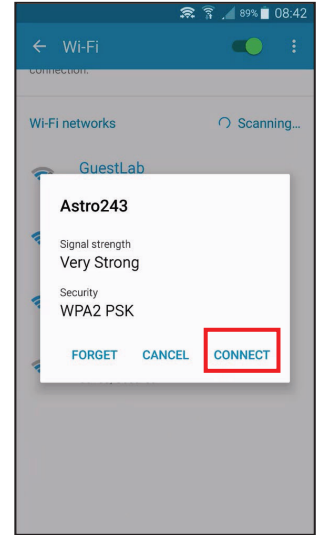 89% 08:42
Wi-Fi
connection.
Wi-Fi networks Scanning...
GuestLab
Astro243
Signal strength
Very Strong
Security
WPA2 PSK
FORGET CANCEL CONNECT